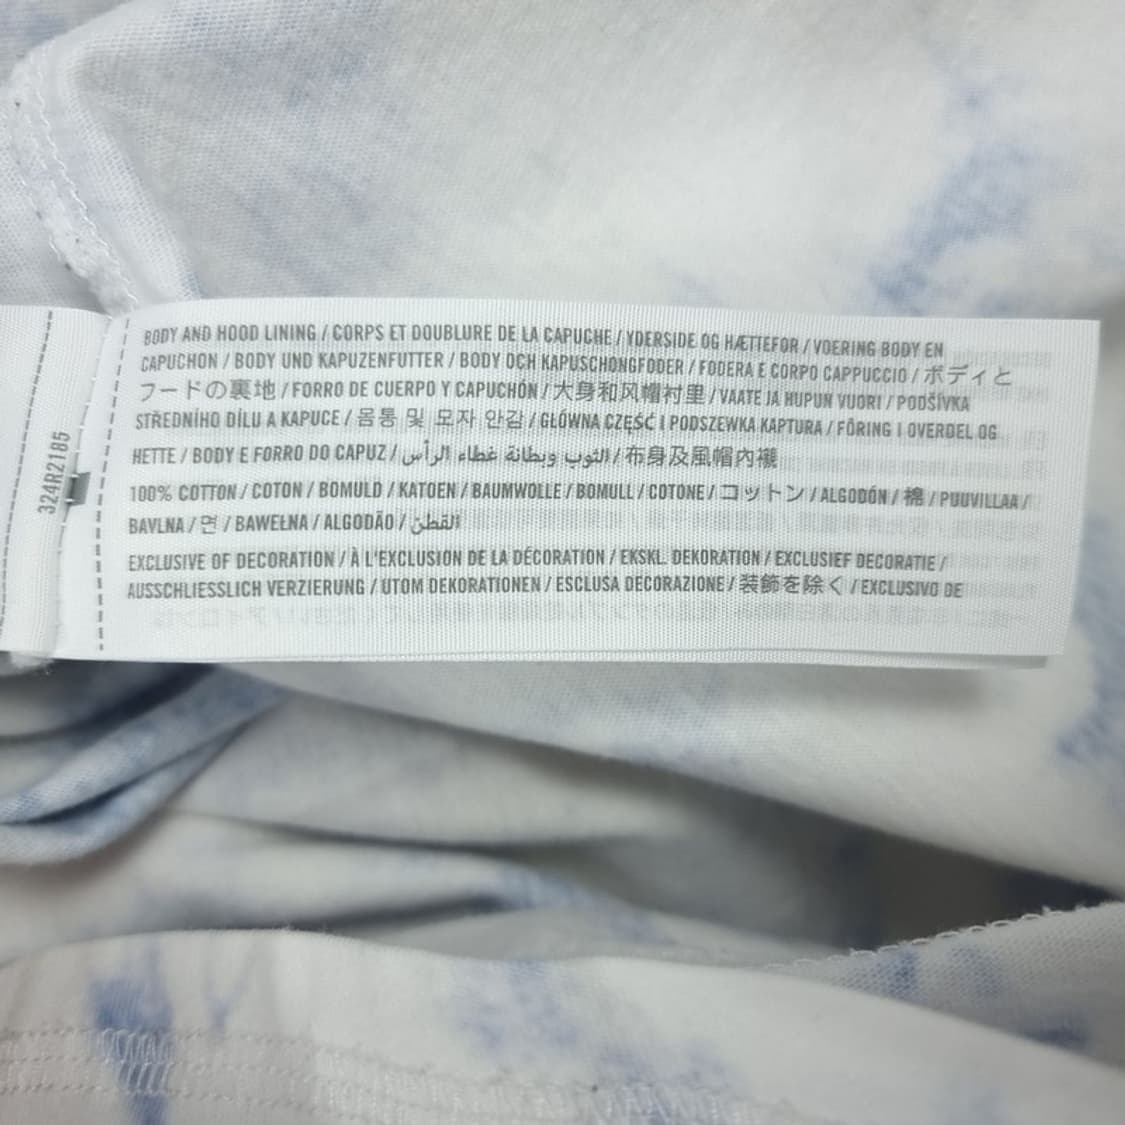 BODY AND HOOD LINING / CORPS ET DOUBLURE DE LA CAPUCHE / YDERSIDE OG HÆTTEFOR / VOERING BODY EN
CAPUCHON / BODY UND KAPUZENFUTTER / BODY OCH KAPUSCHONGFODER / FODERA E CORPO CAPPUCCIO / ボディと
フードの裏地 / FORRO DE CUERPO Y CAPUCHÓN / 大身和风帽衬里 / VAATE JA HUPUN VUORI / PODŠÍVKA
STŘEDNÍHO DÍLU A KAPUCE / 몸통 및 모자 안감 / GŁÓWNA CZĘŚĆ I PODSZEWKA KAPTURA / FÔRING I OVERDEL OG
HETTE / BODY E FORRO DO CAPUZ / الثوب وبطانة غطاء الرأس / 布身及風帽內襯
100% COTTON / COTON / BOMULD / KATOEN / BAUMWOLLE / BOMULL / COTONE / コットン / ALGODÓN / 棉 / PUUVILLAA /
BAVLNA / 면 / BAWEŁNA / ALGODÃO / القطن
EXCLUSIVE OF DECORATION / À L'EXCLUSION DE LA DÉCORATION / EKSKL. DEKORATION / EXCLUSIEF DECORATIE /
AUSSCHLIESSLICH VERZIERUNG / UTOM DEKORATIONEN / ESCLUSA DECORAZIONE / 装飾を除く / EXCLUSIVO DE
324R2185